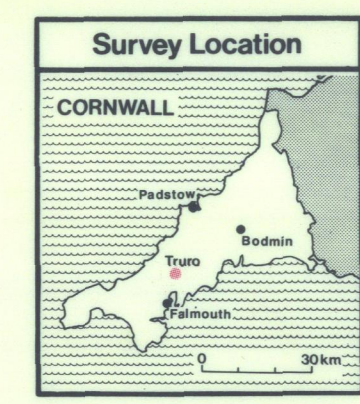 Survey Location
CORNWALL
Padstow
Bodmin
Truro
Falmouth
0 30km